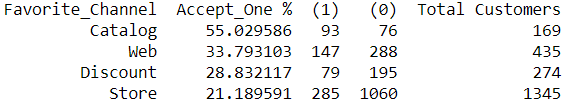 Favorite_Channel Accept_One % (1) (0) Total Customers
Catalog 55.029586 93 76 169
Web 33.793103 147 288 435
Discount 28.832117 79 195 274
Store 21.189591 285 1060 1345